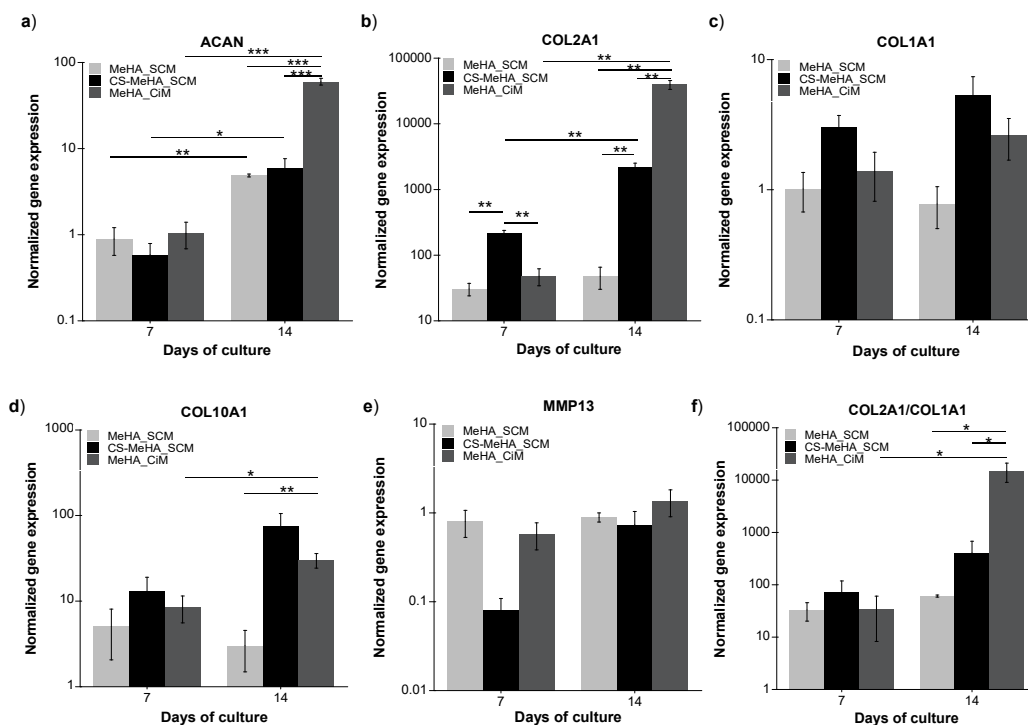 a)
ACAN
Normalized gene expression
100
10
1
0.1
MeHA_SCM
CS-MeHA_SCM
MeHA_CiM
***
***
***
*
**
7
14
Days of culture
b)
COL2A1
Normalized gene expression
100000
10000
1000
100
10
MeHA_SCM
CS-MeHA_SCM
MeHA_CiM
**
**
**
**
**
**
**
7
14
Days of culture
c)
COL1A1
Normalized gene expression
10
1
0.1
MeHA_SCM
CS-MeHA_SCM
MeHA_CiM
7
14
Days of culture
d)
COL10A1
Normalized gene expression
1000
100
10
1
MeHA_SCM
CS-MeHA_SCM
MeHA_CiM
*
**
7
14
Days of culture
e)
MMP13
Normalized gene expression
10
1
0.1
0.01
MeHA_SCM
CS-MeHA_SCM
MeHA_CiM
7
14
Days of culture
f)
COL2A1/COL1A1
Normalized gene expression
100000
10000
1000
100
10
1
MeHA_SCM
CS-MeHA_SCM
MeHA_CiM
*
*
*
7
14
Days of culture